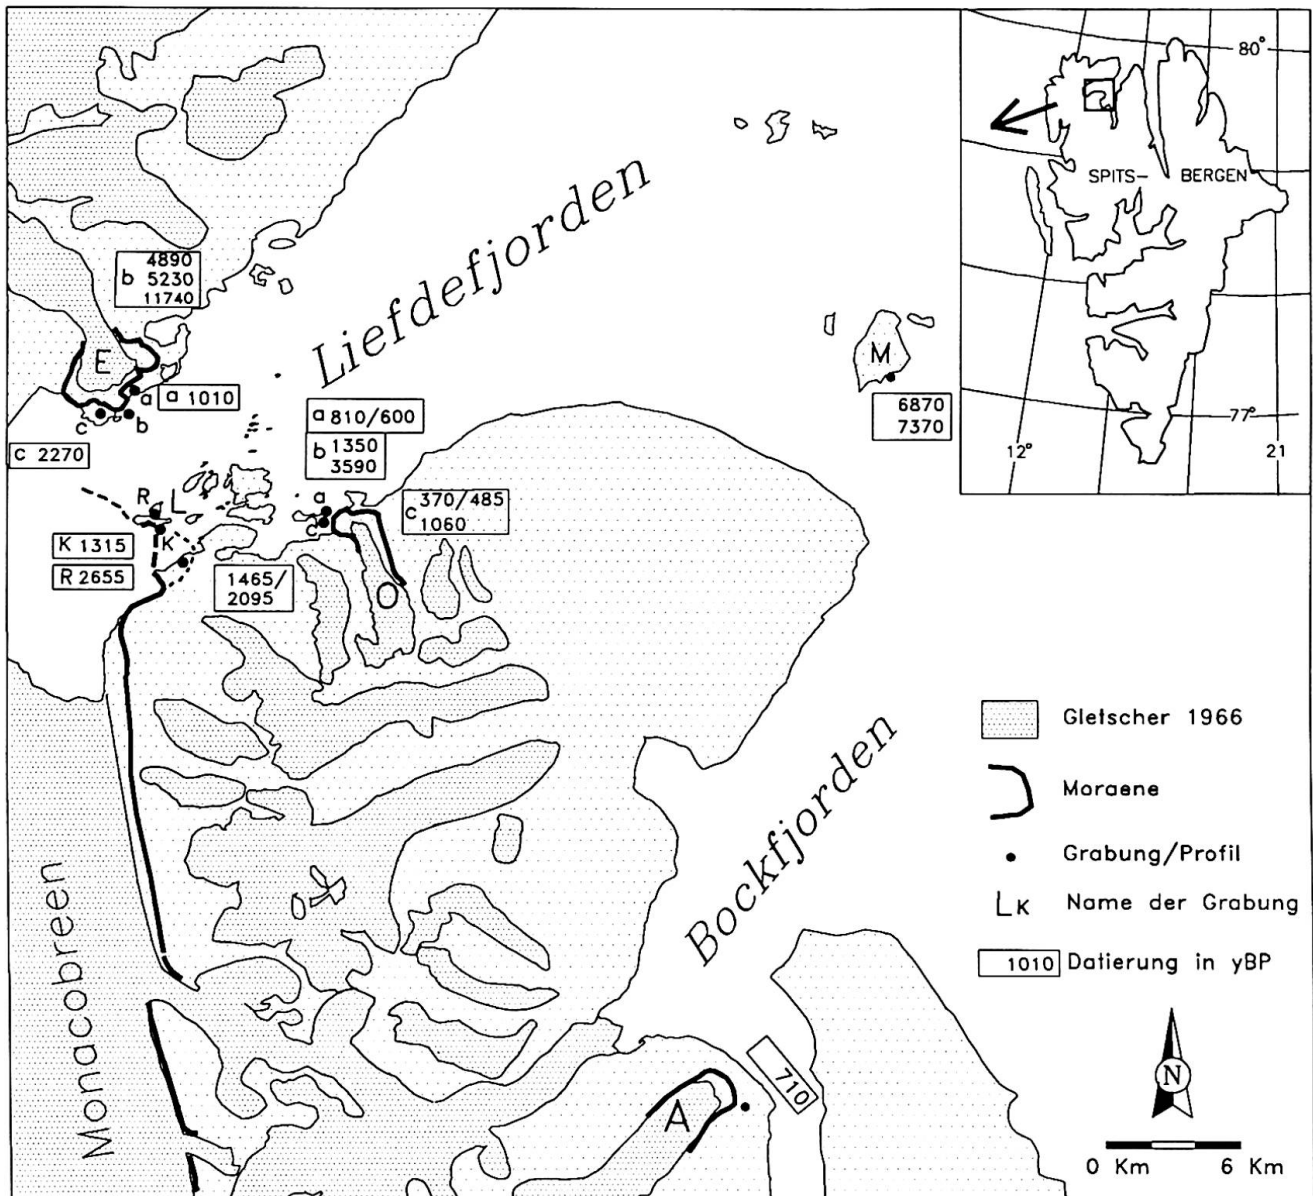 80°
SPITS- BERGEN
77°
12°
21
Liefdefjorden
4890
b 5230
11740
E
M
a
a 1010
c
b
c 2270
6870
7370
a 810/600
b 1350
3590
a
c
c 370/485
1060
R
L
K
K 1315
R 2655
1465/
2095
O
Bockfjorden
Monacobreen
710
A
Gletscher 1966
Moraene
Grabung/Profil
LK Name der Grabung
1010 Datierung in yBP
N
0 Km 6 Km